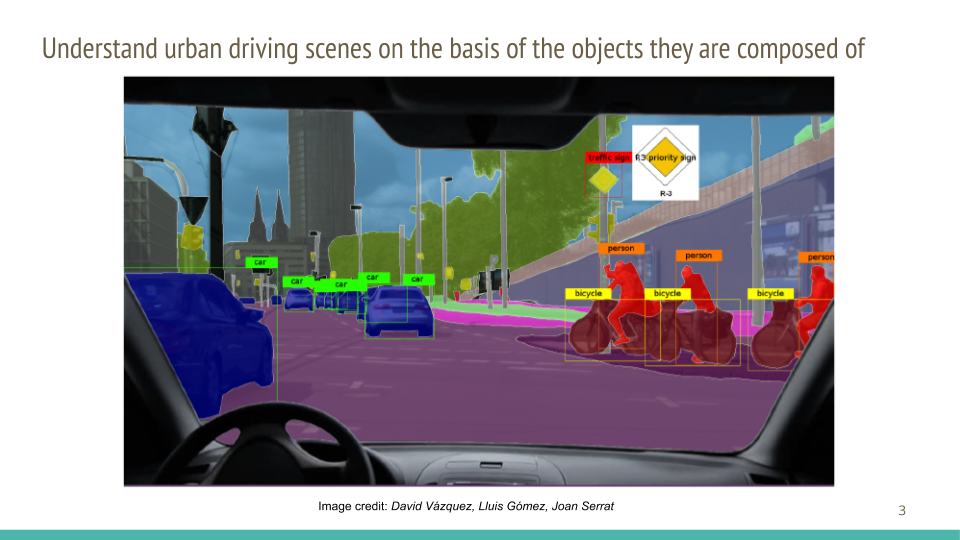 Understand urban driving scenes on the basis of the objects they are composed of
traffic sign
R3 priority sign
R-3
person
person
person
car
car
car
car
car
bicycle
bicycle
bicycle
Image credit: David Vázquez, Lluis Gómez, Joan Serrat
3